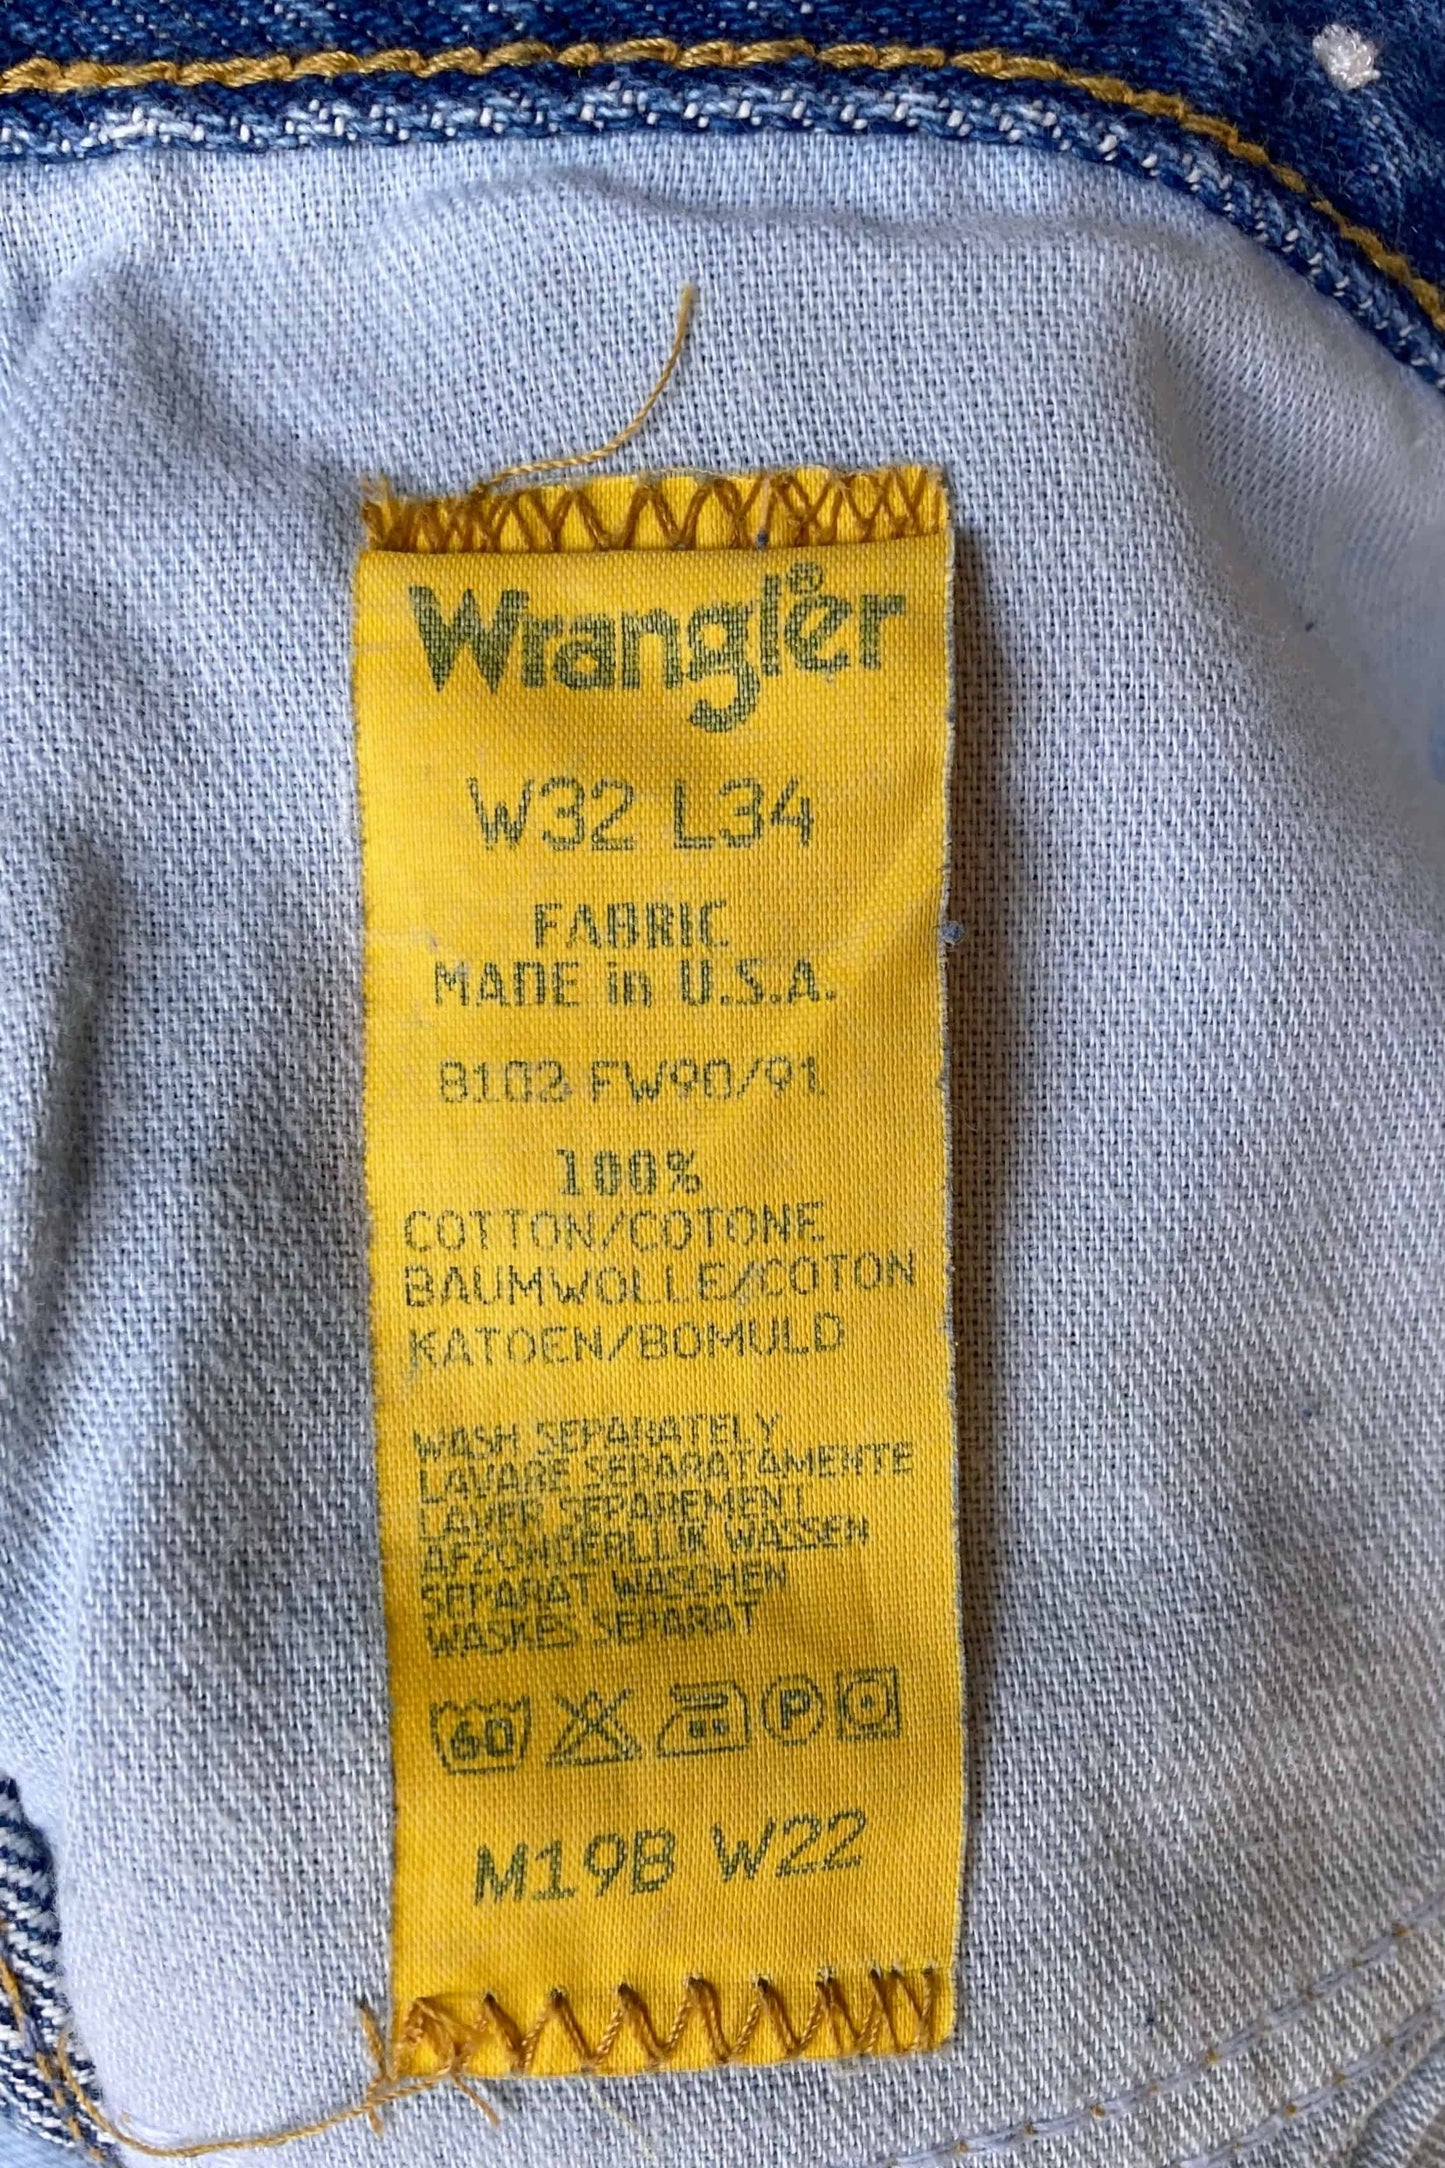 Wrangler®
W32 L34
FABRIC
MADE in U.S.A.
8102 FW90/91
100%
COTTON/COTONE
BAUMWOLLE/COTON
KATOEN/BOMULD
WASH SEPARATELY
LAVARE SEPARATAMENTE
LAVER SEPAREMENT
AFZONDERLIJK WASSEN
SEPARAT WASCHEN
WASKES SEPARAT
60 P
M19B W22